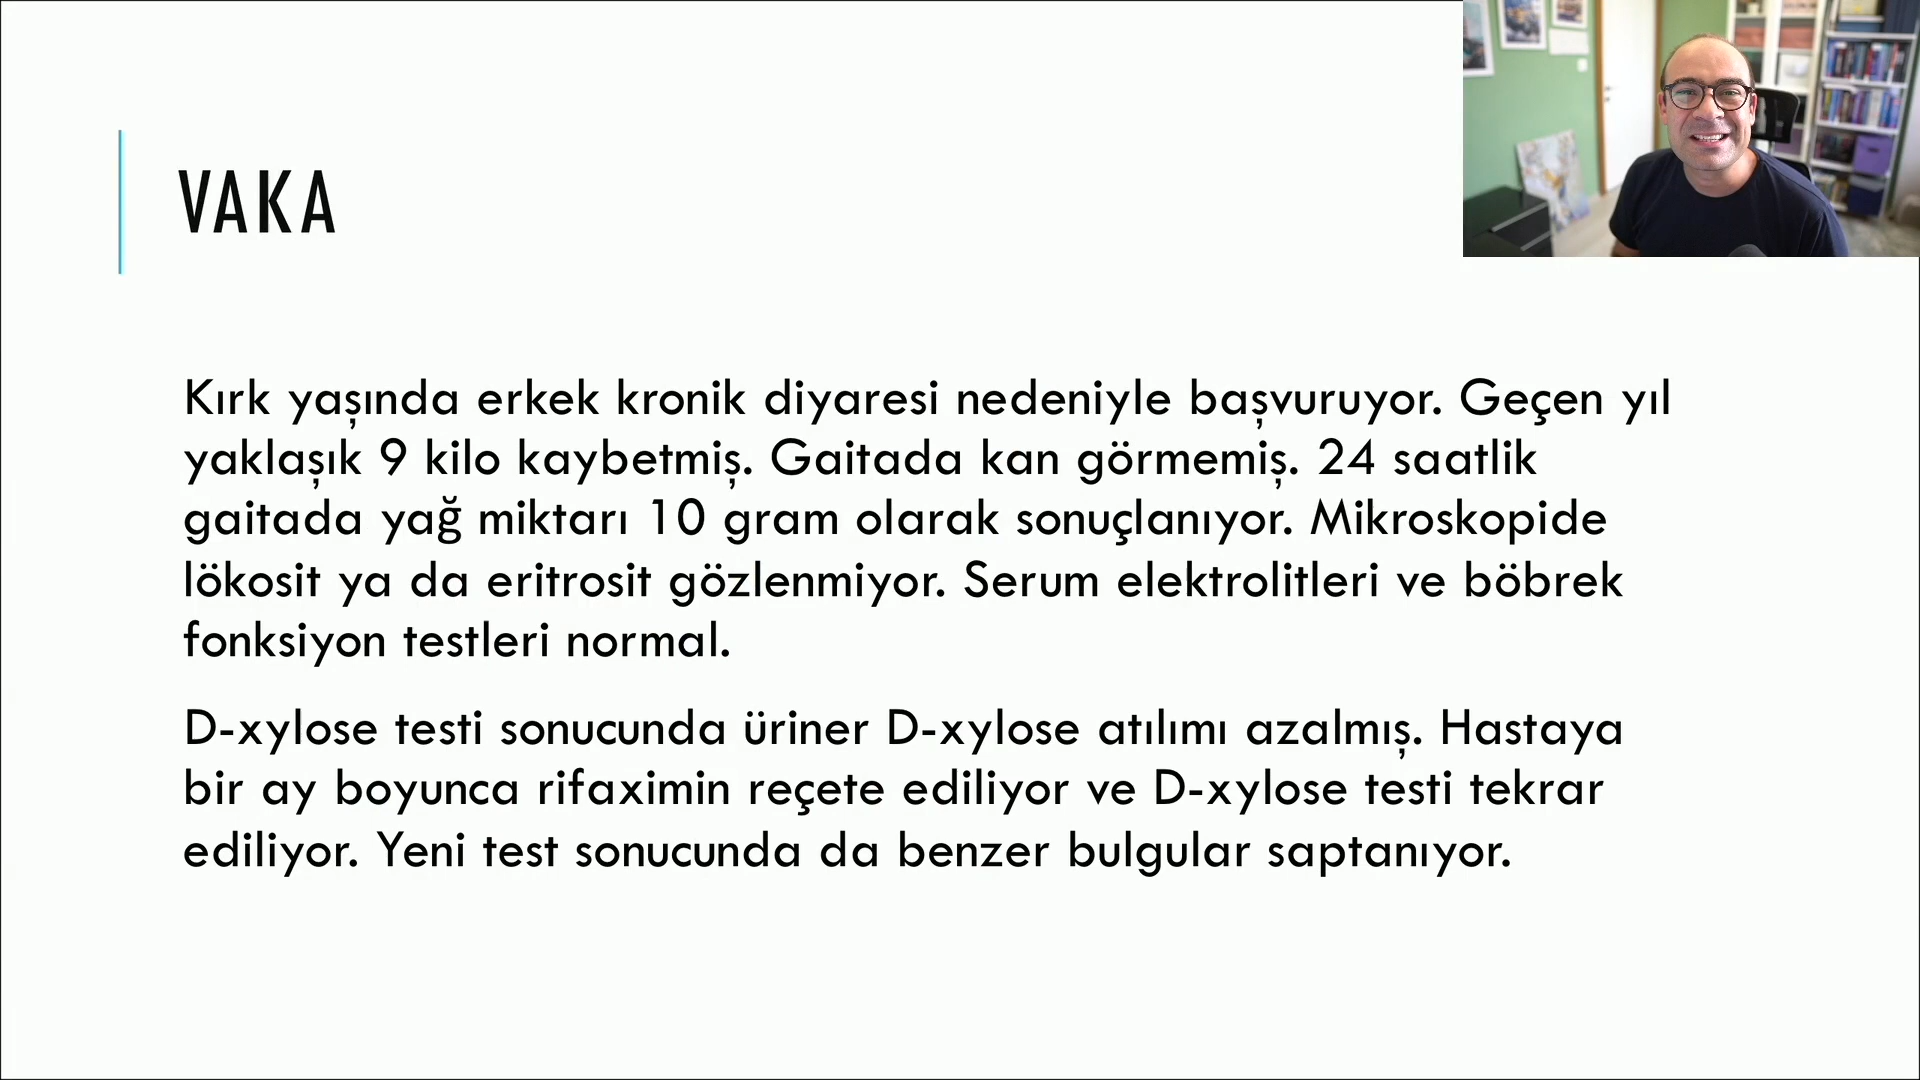 VAKA
Kırk yaşında erkek kronik diyaresi nedeniyle başvuruyor. Geçen yıl
yaklaşık 9 kilo kaybetmiş. Gaitada kan görmemiş. 24 saatlik
gaitada yağ miktarı 10 gram olarak sonuçlanıyor. Mikroskopide
lökosit ya da eritrosit gözlenmiyor. Serum elektrolitleri ve böbrek
fonksiyon testleri normal.
D-xylose testi sonucunda üriner D-xylose atılımı azalmış. Hastaya
bir ay boyunca rifaximin reçete ediliyor ve D-xylose testi tekrar
ediliyor. Yeni test sonucunda da benzer bulgular saptanıyor.